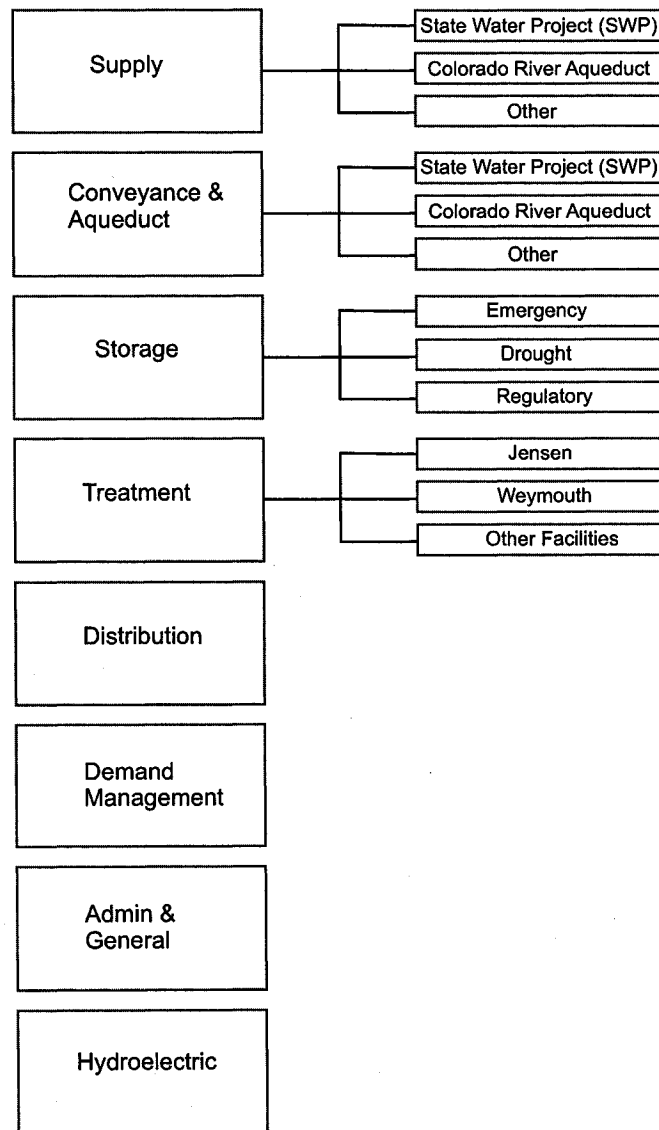 Supply
State Water Project (SWP)
Colorado River Aqueduct
Other
Conveyance &
Aqueduct
State Water Project (SWP)
Colorado River Aqueduct
Other
Storage
Emergency
Drought
Regulatory
Treatment
Jensen
Weymouth
Other Facilities
Distribution
Demand
Management
Admin &
General
Hydroelectric